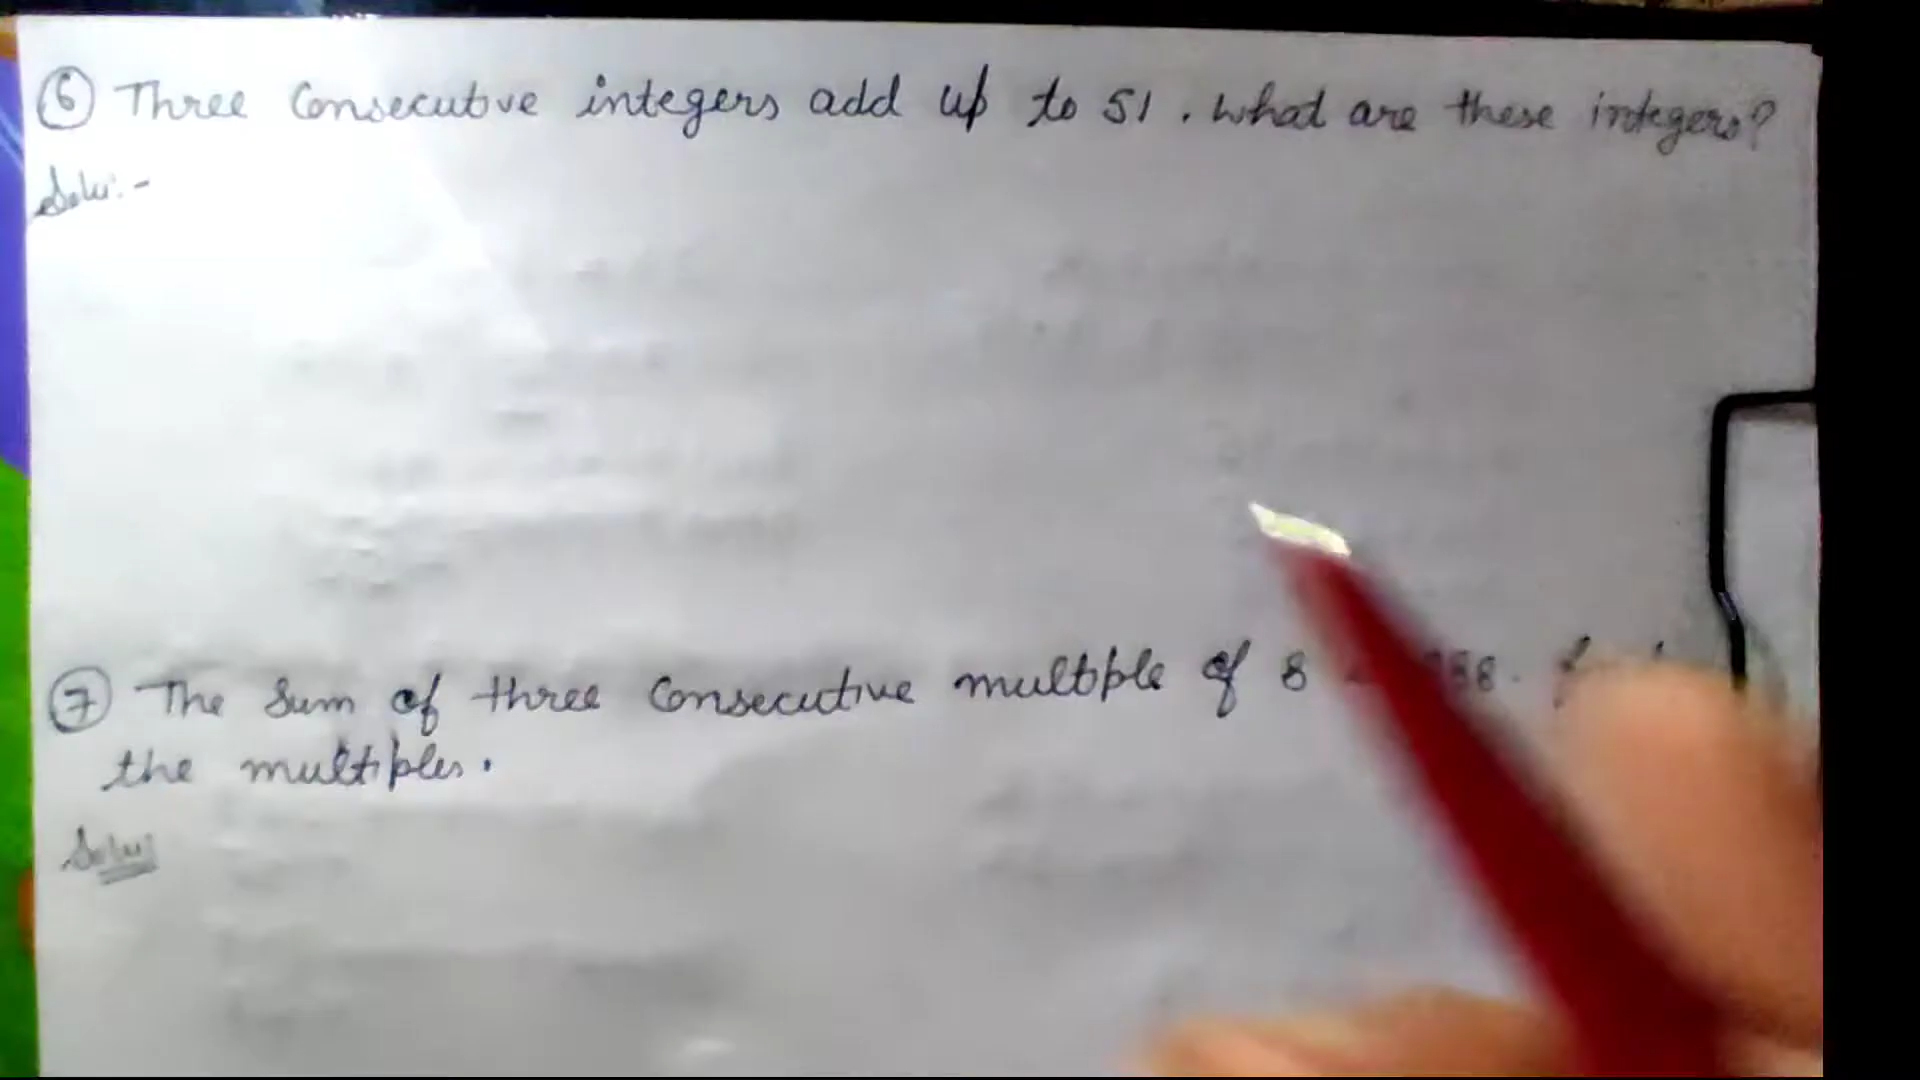 ⑥ Three Consecutive integers add up to 51. What are these integers?
Solu:-
⑦ The Sum of three Consecutive multiple of 8
the multiples.
Solu: